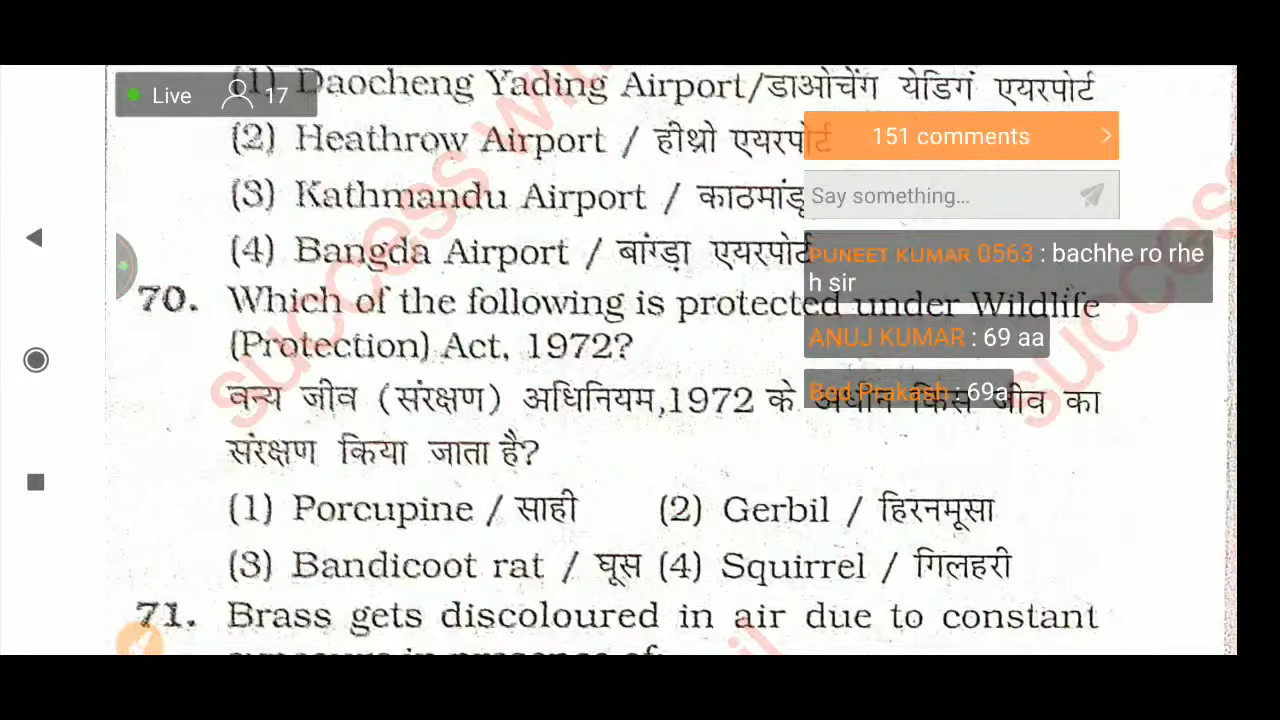 (1) Daocheng Yading Airport/डाओचेंग येडिगं एयरपोर्ट
Live 17
(2) Heathrow Airport / हीथ्रो एयरपोर्ट
151 comments
Say something...
(3) Kathmandu Airport / काठमांडू
(4) Bangda Airport / बांग्ड़ा एयरपोर्ट
PUNEET KUMAR 0563 : bachhe ro rhe
h sir
70. Which of the following is protected under Wildlife
(Protection) Act, 1972?
ANUJ KUMAR : 69 aa
Bed Prakash : 69a
वन्य जीव (संरक्षण) अधिनियम,1972 के अधीन किस जीव का
संरक्षण किया जाता है?
(1) Porcupine / साही (2) Gerbil / हिरनमूसा
(3) Bandicoot rat / घूस (4) Squirrel / गिलहरी
71. Brass gets discoloured in air due to constant
success
success